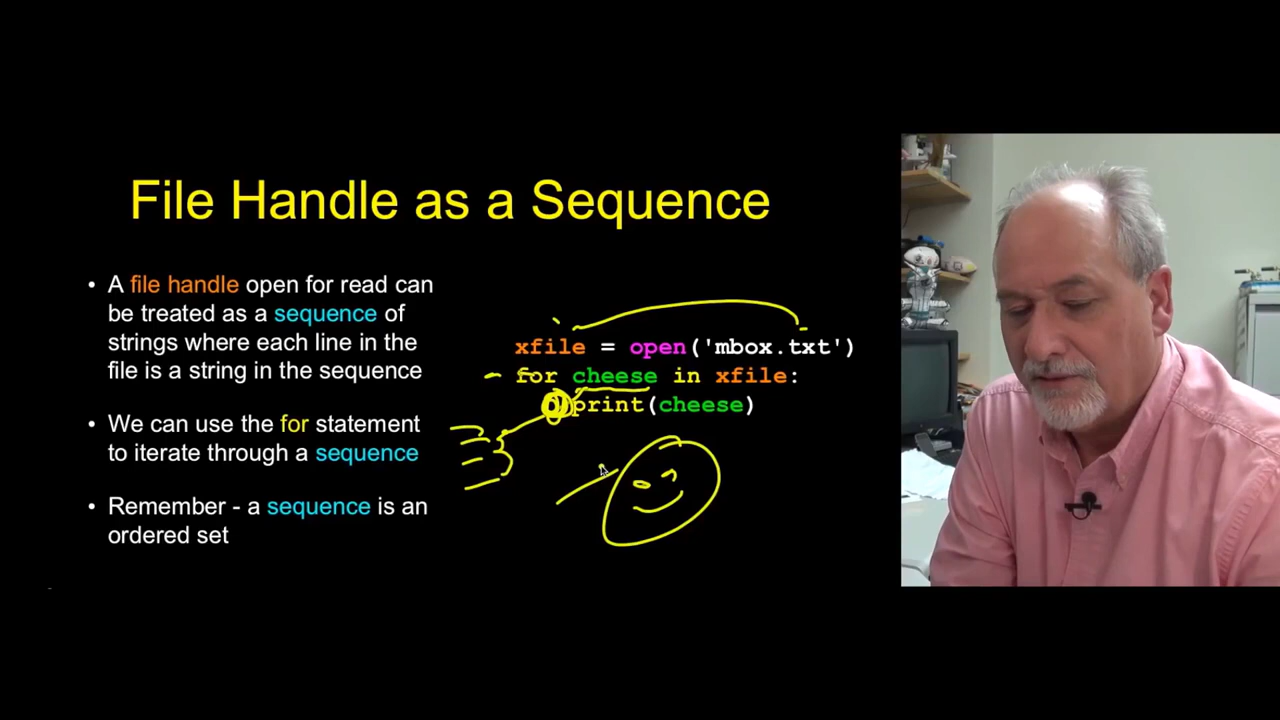 File Handle as a Sequence
• A file handle open for read can
be treated as a sequence of
strings where each line in the
file is a string in the sequence
• We can use the for statement
to iterate through a sequence
• Remember - a sequence is an
ordered set
xfile = open('mbox.txt')
for cheese in xfile:
print(cheese)